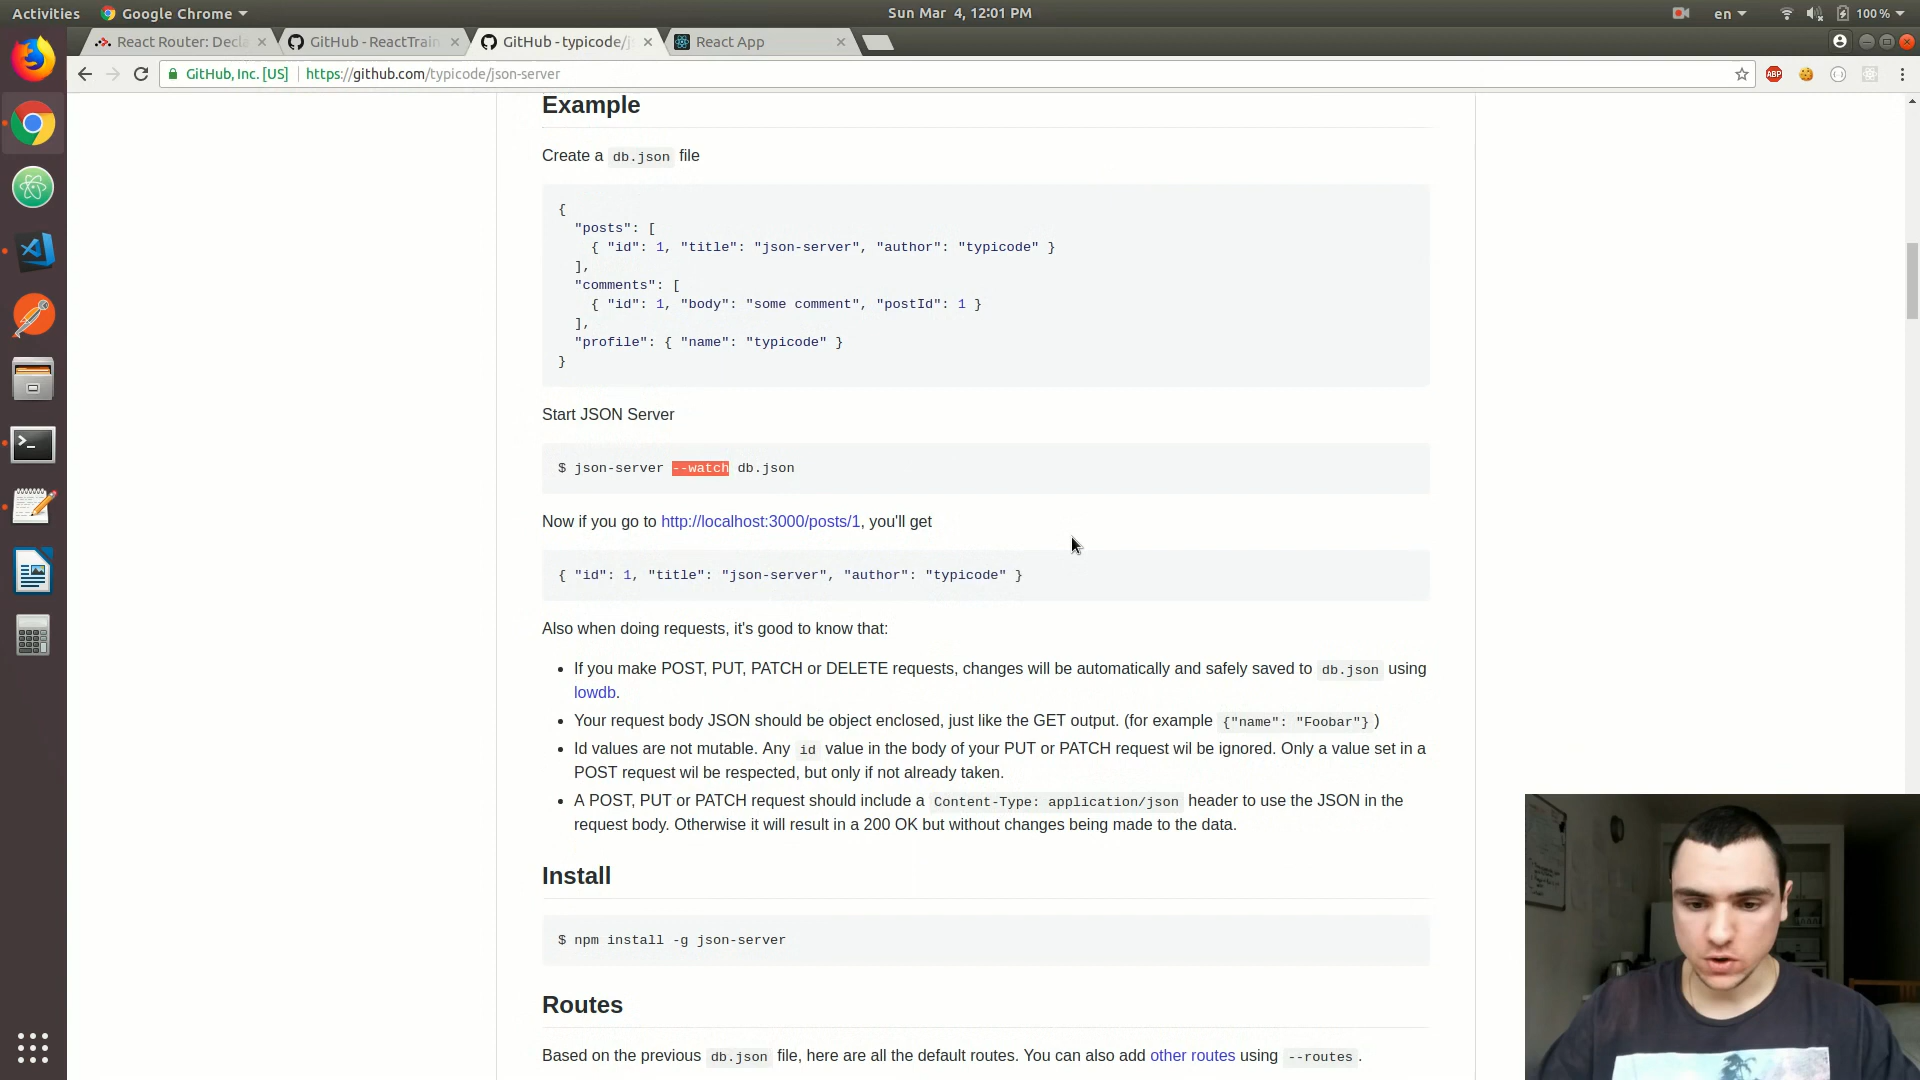 Activities
Google Chrome
Sun Mar 4, 12:01 PM
en
100 %
React Router: Decla
GitHub - ReactTrain
GitHub - typicode/js
React App
GitHub, Inc. [US]
https://github.com/typicode/json-server
ABP
Example
Create a db.json file
{
"posts": [
{ "id": 1, "title": "json-server", "author": "typicode" }
],
"comments": [
{ "id": 1, "body": "some comment", "postId": 1 }
],
"profile": { "name": "typicode" }
}
Start JSON Server
$ json-server --watch db.json
Now if you go to http://localhost:3000/posts/1, you'll get
{ "id": 1, "title": "json-server", "author": "typicode" }
Also when doing requests, it's good to know that:
• If you make POST, PUT, PATCH or DELETE requests, changes will be automatically and safely saved to db.json using
lowdb.
• Your request body JSON should be object enclosed, just like the GET output. (for example {"name": "Foobar"} )
• Id values are not mutable. Any id value in the body of your PUT or PATCH request wil be ignored. Only a value set in a
POST request wil be respected, but only if not already taken.
• A POST, PUT or PATCH request should include a Content-Type: application/json header to use the JSON in the
request body. Otherwise it will result in a 200 OK but without changes being made to the data.
Install
$ npm install -g json-server
Routes
Based on the previous db.json file, here are all the default routes. You can also add other routes using --routes .